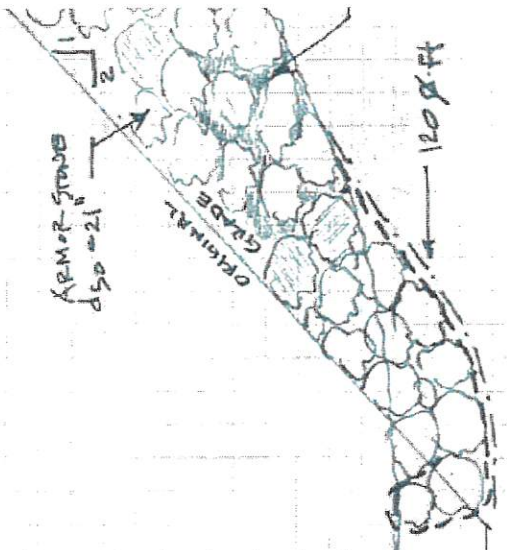 1
2
ARMOR STONE
d50 = 21"
ORIGINAL
GRADE
120 ft